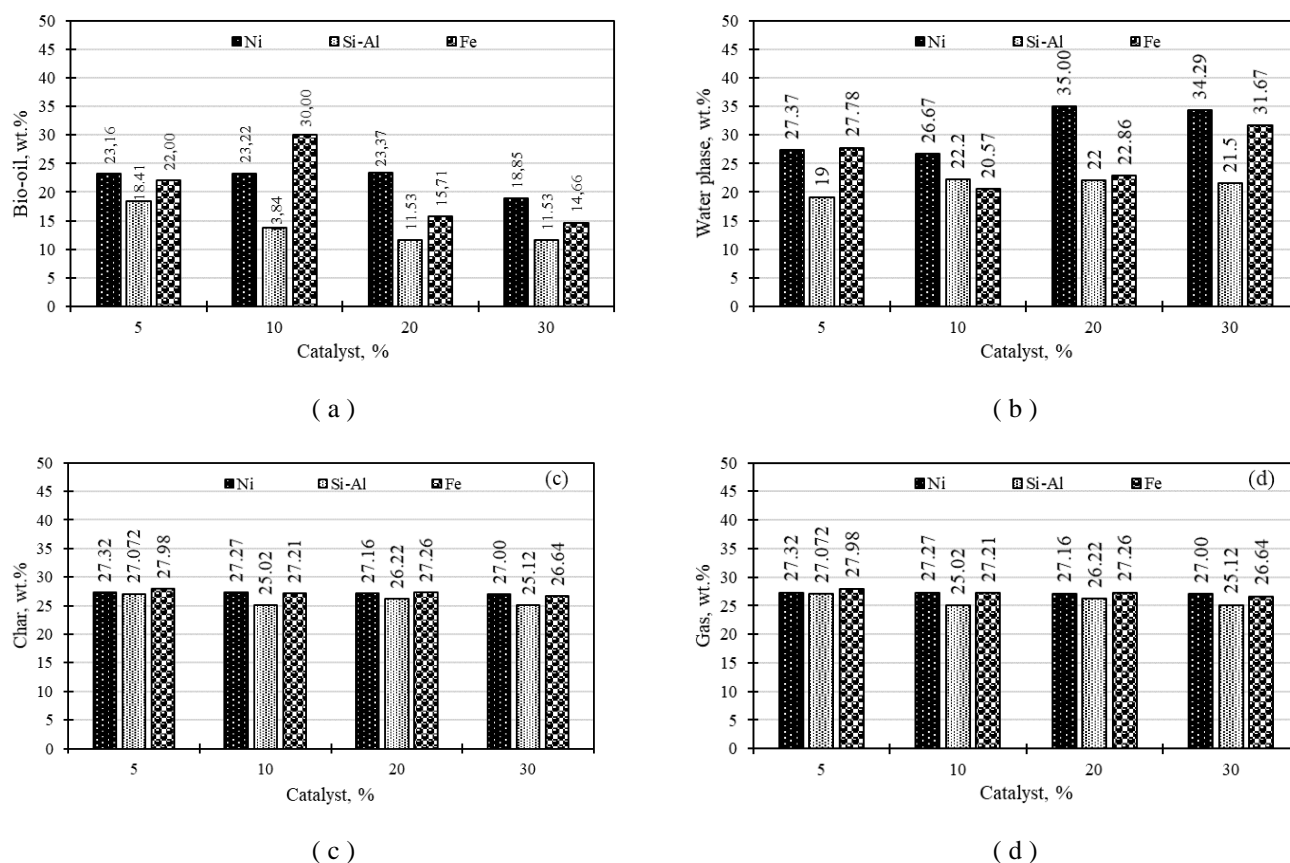 50
45
40
35
30
25
20
15
10
5
0
Bio-oil, wt.%
Ni Si-Al Fe
23,16 18.41 22,00
23,22 3,84 30,00
23,37 11.53 15,71
18,85 11.53 14,66
5 10 20 30
Catalyst, %
( a )
50
45
40
35
30
25
20
15
10
5
0
Water phase, wt.%
Ni Si-Al Fe
27.37 19 27.78
26.67 22.2 20.57
35.00 22 22.86
34.29 21.5 31.67
5 10 20 30
Catalyst, %
( b )
50
45
40
35
30
25
20
15
10
5
0
Char, wt.%
Ni Si-Al Fe (c)
27.32 27.072 27.98
27.27 25.02 27.21
27.16 26.22 27.26
27.00 25.12 26.64
5 10 20 30
Catalyst, %
( c )
50
45
40
35
30
25
20
15
10
5
0
Gas, wt.%
Ni Si-Al Fe (d)
27.32 27.072 27.98
27.27 25.02 27.21
27.16 26.22 27.26
27.00 25.12 26.64
5 10 20 30
Catalyst, %
(d )